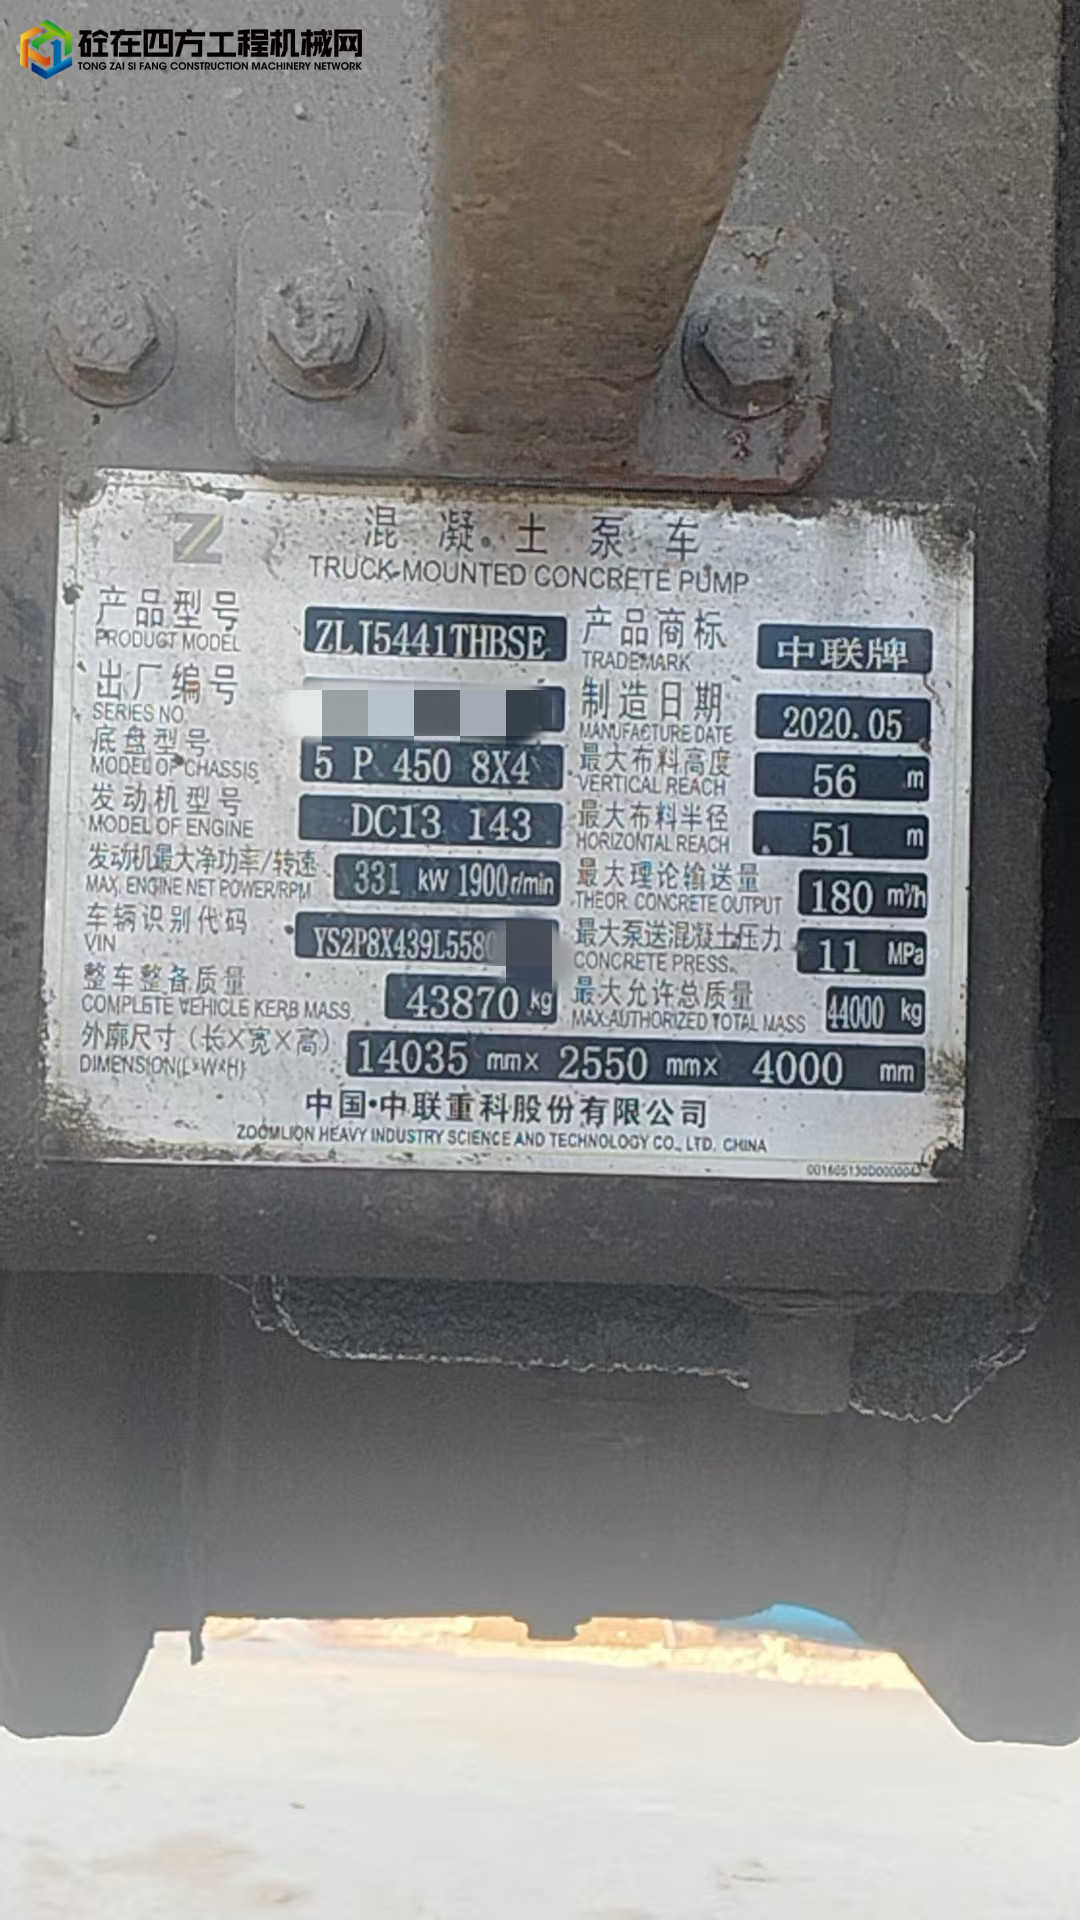 砼在四方工程机械网
TONG ZAI SI FANG CONSTRUCTION MACHINERY NETWORK
混凝土泵车
TRUCK-MOUNTED CONCRETE PUMP
产品型号 ZLJ5441THBSE 产品商标 中联牌
PRODUCT MODEL TRADEMARK
出厂编号 制造日期 2020.05
SERIES NO. MANUFACTURE DATE
底盘型号 5 P 450 8X4 最大布料高度 56 m
MODEL OF CHASSIS VERTICAL REACH
发动机型号 DC13 143 最大布料半径 51 m
MODEL OF ENGINE HORIZONTAL REACH
发动机最大净功率/转速 331 kW 1900r/min 最大理论输送量 180 m³/h
MAX. ENGINE NET POWER/RPM THEOR. CONCRETE OUTPUT
车辆识别代码 YS2P8X439L558 最大泵送混凝土压力 11 MPa
VIN CONCRETE PRESS.
整车整备质量 43870 kg 最大允许总质量 44000 kg
COMPLETE VEHICLE KERB MASS MAX.AUTHORIZED TOTAL MASS
外廓尺寸(长×宽×高) 14035 mm× 2550 mm× 4000 mm
DIMENSION(L×W×H)
中国·中联重科股份有限公司
ZOOMLION HEAVY INDUSTRY SCIENCE AND TECHNOLOGY CO., LTD. CHINA